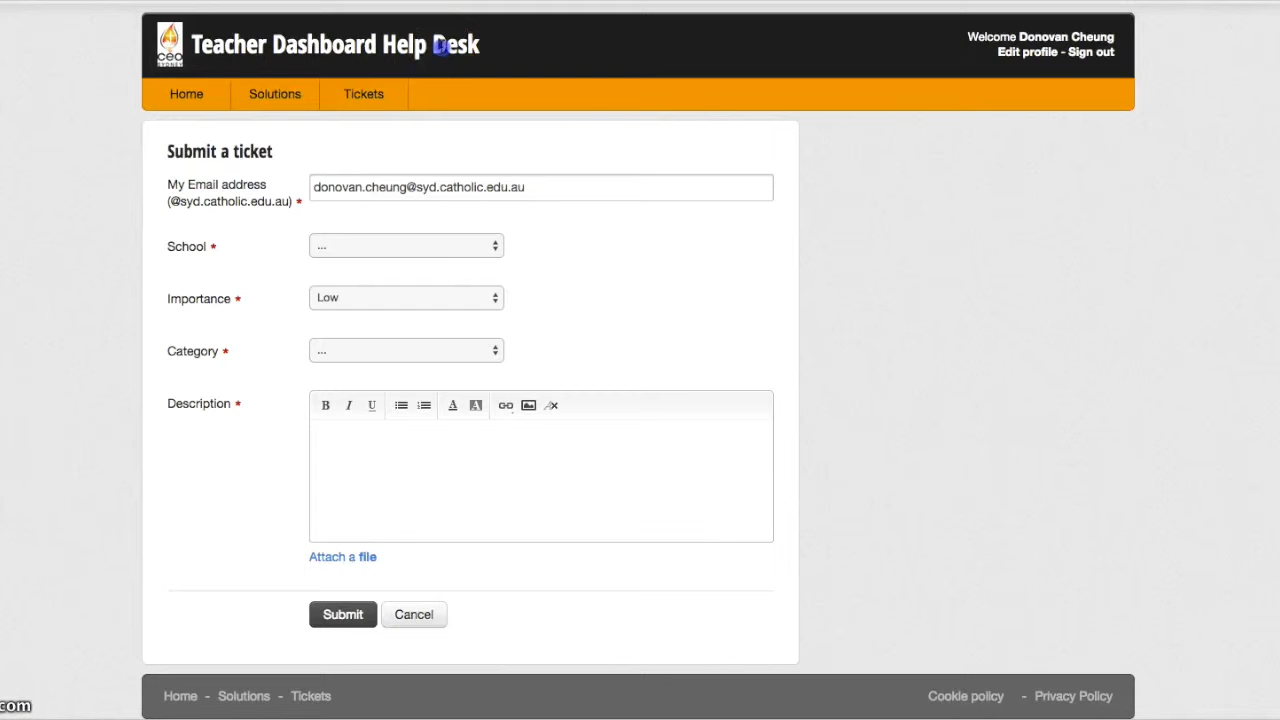 ceo
SYDNEY
Teacher Dashboard Help Desk
Welcome Donovan Cheung
Edit profile - Sign out
Home
Solutions
Tickets
Submit a ticket
My Email address
(@syd.catholic.edu.au) *
donovan.cheung@syd.catholic.edu.au
School *
...
Importance *
Low
Category *
...
Description *
B I U A A
Attach a file
Submit
Cancel
Home - Solutions - Tickets
Cookie policy - Privacy Policy
com